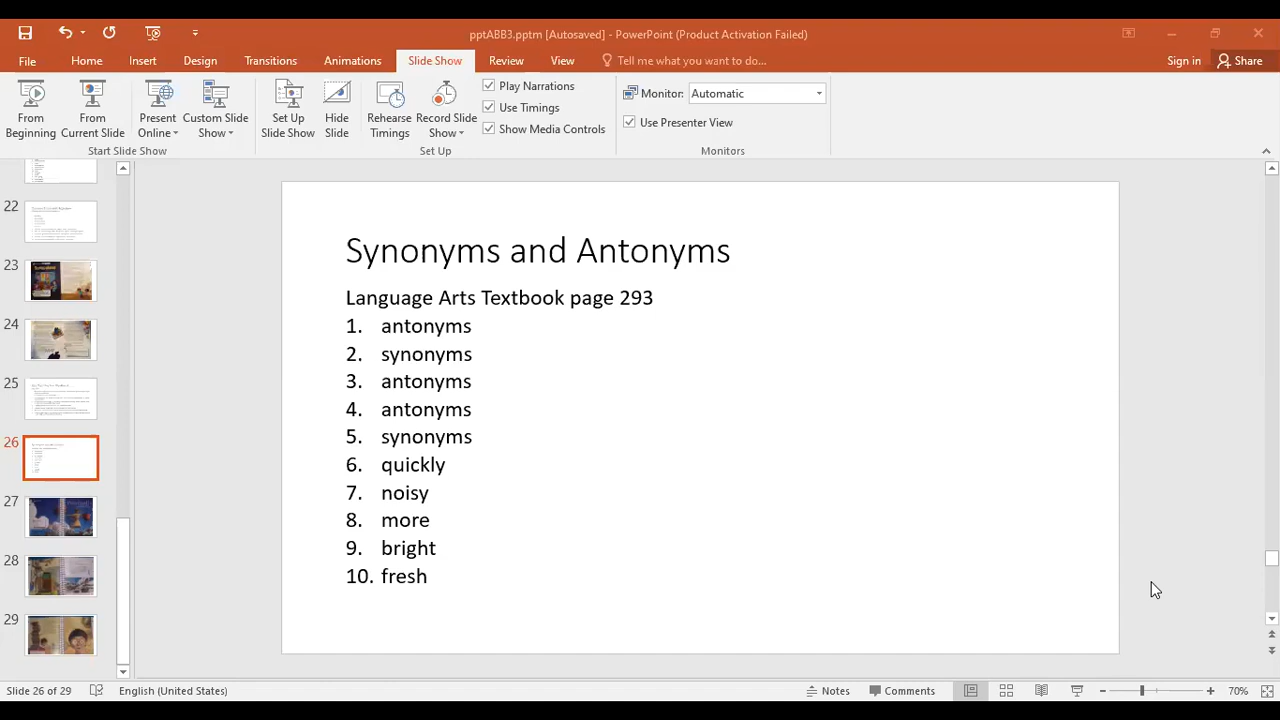 pptABB3.pptm [Autosaved] - PowerPoint (Product Activation Failed)
File Home Insert Design Transitions Animations Slide Show Review View Tell me what you want to do... Sign in Share
From Beginning
From Current Slide
Present Online
Custom Slide Show
Set Up Slide Show
Hide Slide
Rehearse Timings
Record Slide Show
Play Narrations
Use Timings
Show Media Controls
Monitor: Automatic
Use Presenter View
Start Slide Show Set Up Monitors
22
23
24
25
26
27
28
29
Synonyms and Antonyms
Language Arts Textbook page 293
1. antonyms
2. synonyms
3. antonyms
4. antonyms
5. synonyms
6. quickly
7. noisy
8. more
9. bright
10. fresh
Slide 26 of 29 English (United States) Notes Comments 70%